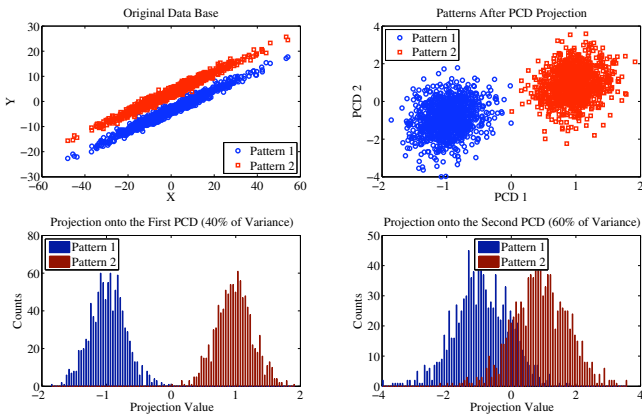 Original Data Base
30
20
10
0
−10
−20
−30
Y
−60
−40
−20
0
20
40
60
X
Pattern 1
Pattern 2
Patterns After PCD Projection
4
2
0
−2
−4
PCD 2
−2
−1
0
1
2
PCD 1
Pattern 1
Pattern 2
Projection onto the First PCD (40% of Variance)
80
60
40
20
0
Counts
−2
−1
0
1
2
Projection Value
Pattern 1
Pattern 2
Projection onto the Second PCD (60% of Variance)
50
40
30
20
10
0
Counts
−4
−2
0
2
4
Projection Value
Pattern 1
Pattern 2